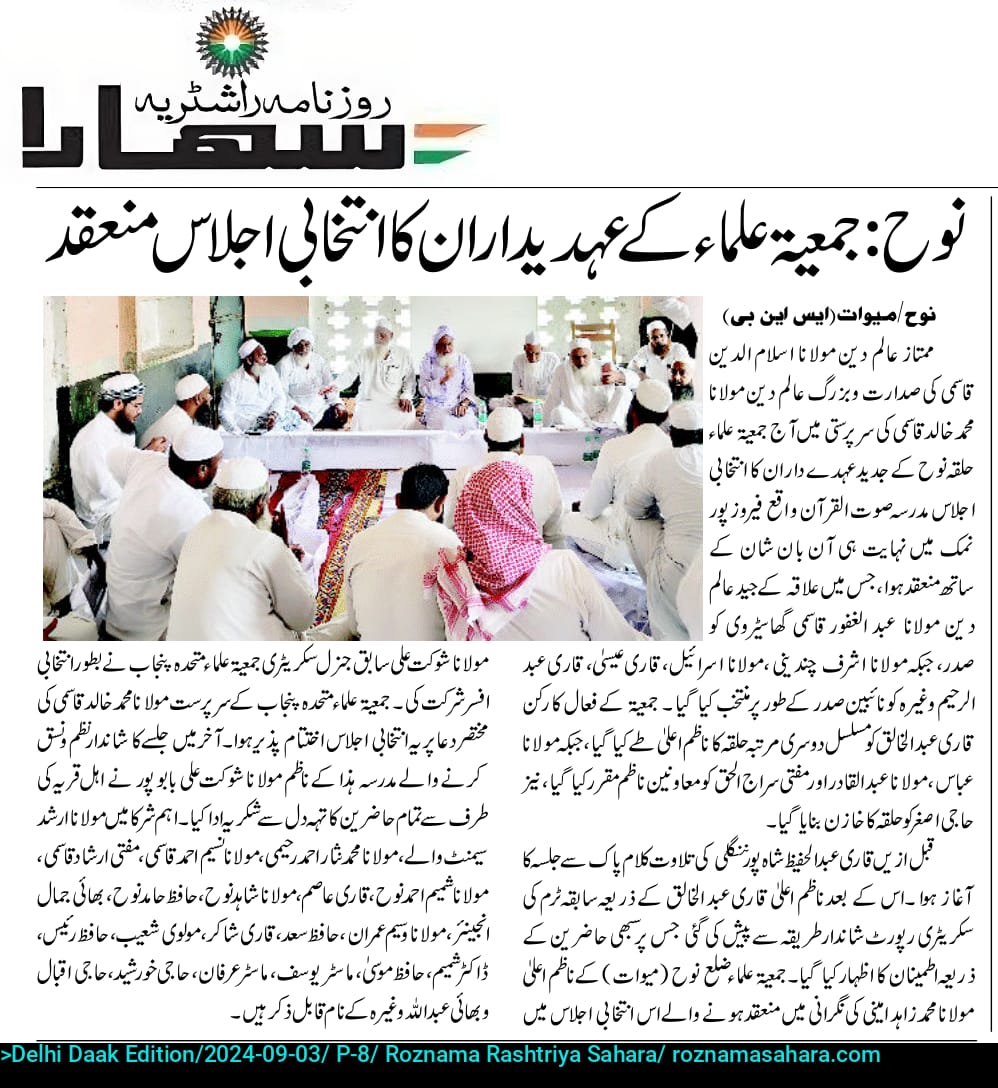 روزنامہ راشٹریہ
سہارا
نوح: جمعیۃ علماء کے عہدیداران کا انتخابی اجلاس منعقد
نوح/میوات (ایس این بی)
ممتاز عالم دین مولانا اسلام الدین
قاسمی کی صدارت و بزرگ عالم دین مولانا
محمد خالد قاسمی کی سرپرستی میں آج جمعیۃ علماء
حلقہ نوح کے جدید عہدے داران کا انتخابی
اجلاس مدرسہ صوت القرآن واقع فیروز پور
نمک میں نہایت ہی آن بان شان کے
ساتھ منعقد ہوا، جس میں علاقہ کے جید عالم
دین مولانا عبد الغفور قاسمی گھاسیڑوی کو
صدر، جبکہ مولانا اشرف چندینی، مولانا اسرائیل، قاری عیسیٰ، قاری عبد
الرحیم وغیرہ کو نائبین صدر کے طور پر منتخب کیا گیا۔ جمعیۃ کے فعال کارکن
قاری عبد الخالق کو مسلسل دوسری مرتبہ حلقہ کا ناظم اعلیٰ طے کیا گیا، جبکہ مولانا
عباس، مولانا عبد القادر اور مفتی سراج الحق کو معاونین ناظم مقرر کیا گیا، نیز
حاجی اصغر کو حلقہ کا خازن بنایا گیا۔
قبل ازیں قاری عبد الحفیظ شاہ پور ننگلی کی تلاوت کلام پاک سے جلسہ کا
آغاز ہوا۔ اس کے بعد ناظم اعلیٰ قاری عبد الخالق کے ذریعہ سابقہ ٹرم کی
سکریٹری رپورٹ شاندار طریقہ سے پیش کی گئی جس پر سبھی حاضرین کے
ذریعہ اطمینان کا اظہار کیا گیا۔ جمعیۃ علماء ضلع نوح (میوات) کے ناظم اعلیٰ
مولانا محمد زاہد امینی کی نگرانی میں منعقد ہونے والے اس انتخابی اجلاس میں
مولانا شوکت علی سابق جنرل سکریٹری جمعیۃ علماء متحدہ پنجاب نے بطور انتخابی
افسر شرکت کی۔ جمعیۃ علماء متحدہ پنجاب کے سرپرست مولانا محمد خالد قاسمی کی
مختصر دعا پر یہ انتخابی اجلاس اختتام پذیر ہوا۔ آخر میں جلسے کا شاندار نظم ونسق
کرنے والے مدرسہ ہذا کے ناظم مولانا شوکت علی بابو پور نے اہل قریہ کی
طرف سے تمام حاضرین کا تہہ دل سے شکریہ ادا کیا۔ اہم شرکا میں مولانا ارشد
سیمنٹ والے، مولانا محمد نثار احمد رحیمی، مولانا نسیم احمد قاسمی، مفتی ارشاد قاسمی،
مولانا شمیم احمد نوح، قاری عاصم، مولانا شاہد نوح، حافظ حامد نوح، بھائی جمال
انجینئر، مولانا وسیم عمران، حافظ سعد، قاری شاکر، مولوی شعیب، حافظ رئیس،
ڈاکٹر شمیم، حافظ موسیٰ، ماسٹر یوسف، ماسٹر عرفان، حاجی خورشید، حاجی اقبال
و بھائی عبد اللہ وغیرہ کے نام قابل ذکر ہیں۔
>Delhi Daak Edition/2024-09-03/ P-8/ Roznama Rashtriya Sahara/ roznamasahara.com